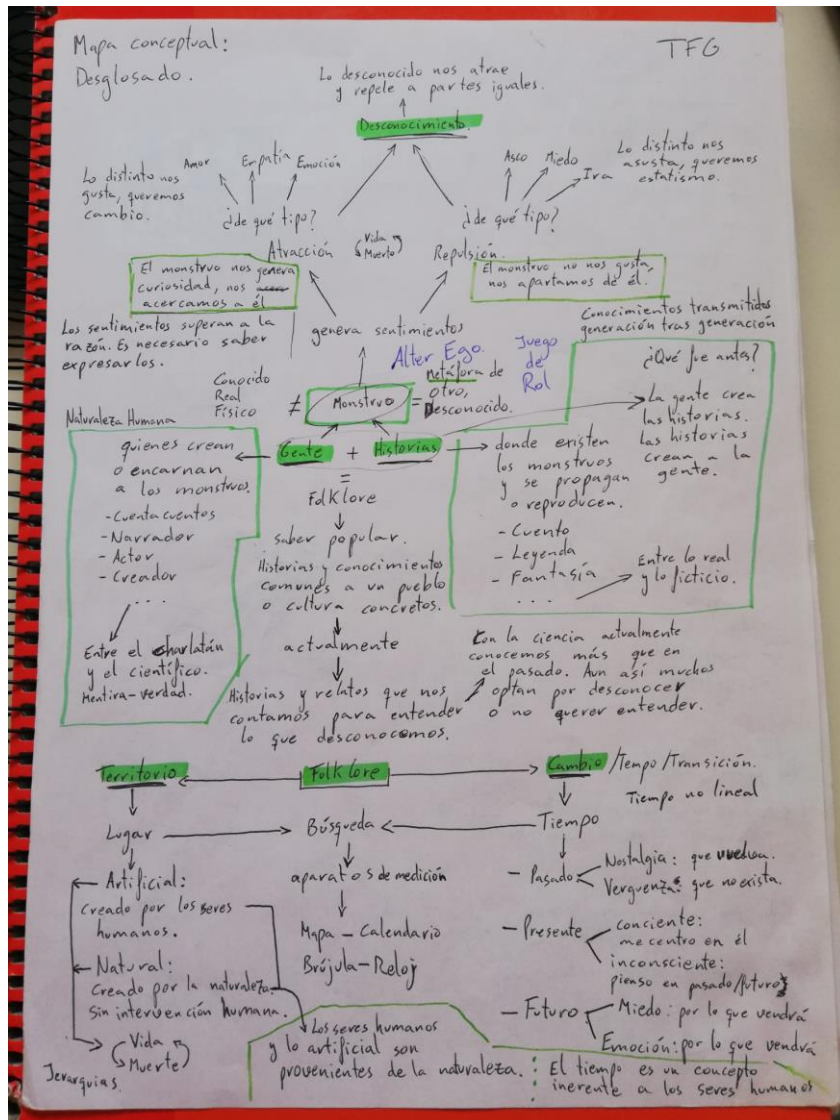 Mapa conceptual:
Desglosado.
TFG
Lo desconocido nos atrae
y repele a partes iguales.
Desconocimiento.
Lo distinto nos
gusta, queremos
cambio.
Amor
Empatía
Emoción
¿de qué tipo?
Atracción
Asco
Miedo
Ira
Lo distinto nos
asusta, queremos
estatismo.
¿de qué tipo?
Repulsión.
Vida
Muerte
El monstruo nos genera
curiosidad, nos
acercamos a él
El monstruo no nos gusta,
nos apartamos de él.
Los sentimientos superan a la
razón. Es necesario saber
expresarlos.
genera sentimientos
Conocimientos transmitidos
generación tras generación
Alter Ego.
Juego
de
Rol
Conocido
Real
Físico
≠
Monstruo
=
Metáfora de
otro,
Desconocido.
¿Qué fue antes?
La gente crea
las historias.
Las historias
crean a la
gente.
Naturaleza Humana
Gente + Historias
quienes crean
o encarnan
a los monstruos.
- Cuentacuentos
- Narrador
- Actor
- Creador
...
Entre el charlatán
y el científico.
Mentira-verdad.
=
Folklore
saber popular.
Historias y conocimientos
comunes a un pueblo
o cultura concretos.
actualmente
Historias y relatos que nos
contamos para entender
lo que desconocemos.
donde existen
los monstruos
y se propagan
o reproducen.
- Cuento
- Leyenda
- Fantasía
...
Entre lo real
y lo ficticio.
Con la ciencia actualmente
conocemos más que en
el pasado. Aun así muchos
optan por desconocer
o no querer entender.
Territorio
Folklore
Cambio /Tempo/Transición.
Tiempo no lineal
Lugar
Búsqueda
Tiempo
Artificial:
creado por los seres
humanos.
Natural:
Creado por la naturaleza.
Sin intervención humana.
Vida
Muerte
Jerarquías.
aparatos de medición
Mapa - Calendario
Brújula - Reloj
Los seres humanos
y lo artificial son
provenientes de la naturaleza.
- Pasado
Nostalgia: que vuelva.
Verguenza: que no exista.
- Presente
conciente:
me centro en él
inconsciente:
pienso en pasado/futuro
- Futuro
Miedo: por lo que vendrá
Emoción: por lo que vendrá
El tiempo es un concepto
inerente a los seres humanos